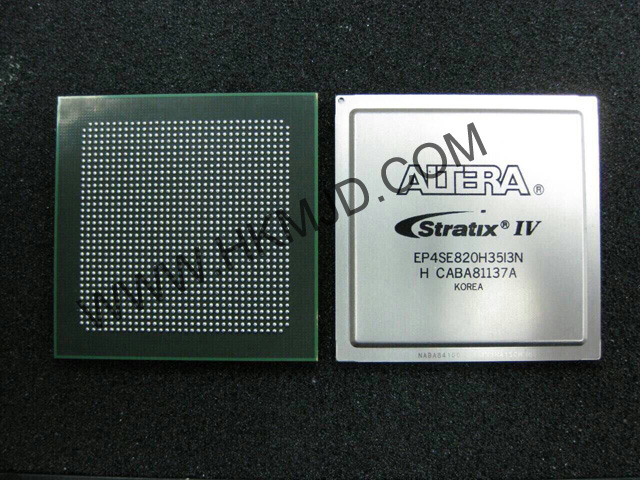 WWW.HKMJD.COM
ALTERA®
Stratix® IV
EP4SE820H35I3N
H CABA81137A
KOREA